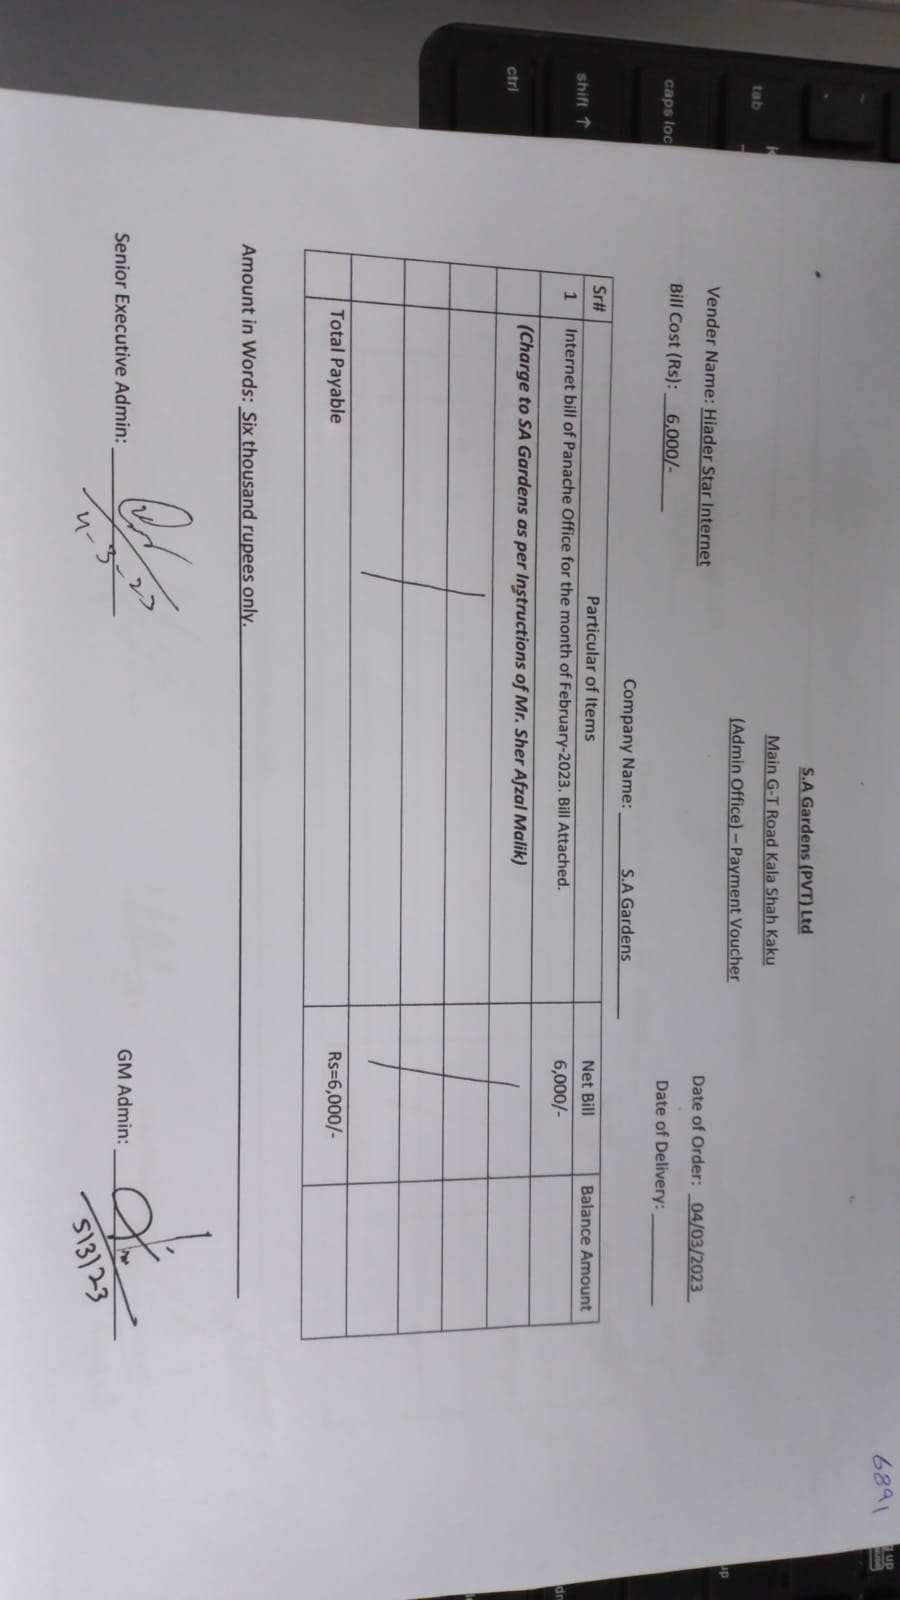 6891
S.A Gardens (PVT) Ltd
Main G-T Road Kala Shah Kaku
(Admin Office) – Payment Voucher
Vender Name: Hiader Star Internet Date of Order: 04/03/2023
Bill Cost (Rs): 6,000/- Date of Delivery:
Company Name: S.A Gardens
Sr# Particular of Items Net Bill Balance Amount
1 Internet bill of Panache Office for the month of February-2023. Bill Attached. 6,000/-
(Charge to SA Gardens as per Instructions of Mr. Sher Afzal Malik)
Total Payable Rs=6,000/-
Amount in Words: Six thousand rupees only.
Senior Executive Admin: GM Admin:
4-3-23 5/3/23
tab
caps loc
shift ↑
ctrl